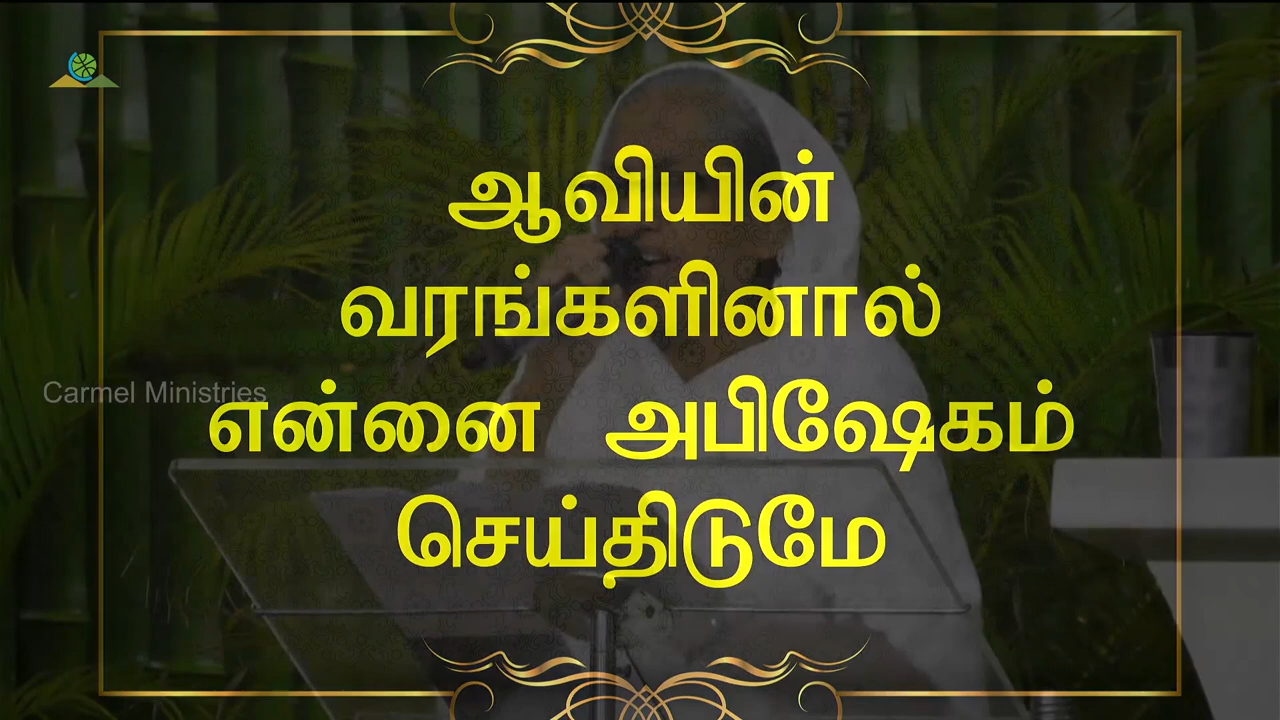 ஆவியின்
வரங்களினால்
Carmel Ministries
என்னை அபிஷேகம்
செய்திடுமே